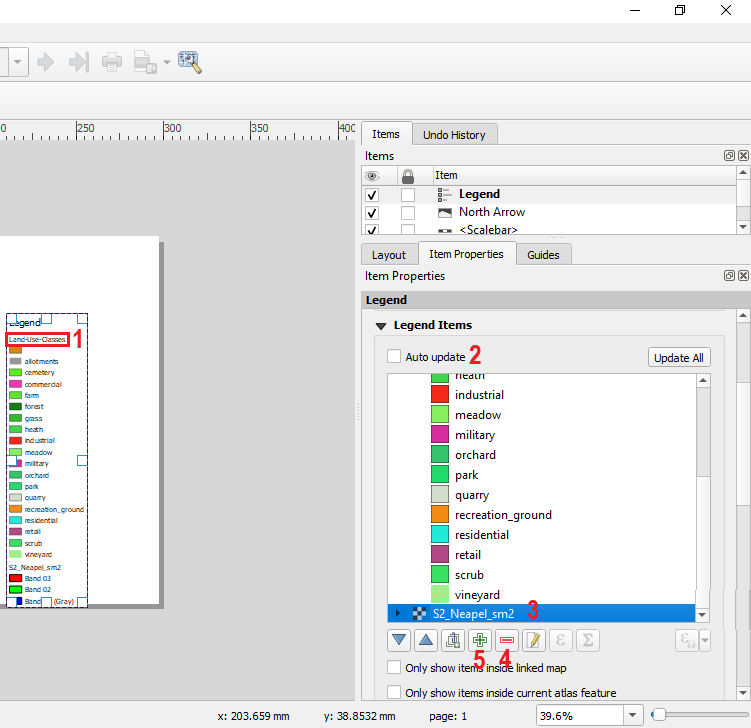 0
250
300
350
400
Items
Undo History
Items
Item
Legend
North Arrow
<Scalebar>
Layout
Item Properties
Guides
Item Properties
Legend
Legend Items
Auto update 2
Update All
heath
industrial
meadow
military
orchard
park
quarry
recreation_ground
residential
retail
scrub
vineyard
S2_Neapel_sm2 3
5 4
Only show items inside linked map
Only show items inside current atlas feature
Legend
Land-Use-Classes 1
allotments
cemetery
commercial
farm
forest
grass
heath
industrial
meadow
military
orchard
park
quarry
recreation_ground
residential
retail
scrub
vineyard
S2_Neapel_sm2
Band 03
Band 02
Band (Gray)
x: 203.659 mm
y: 38.8532 mm
page: 1
39.6%